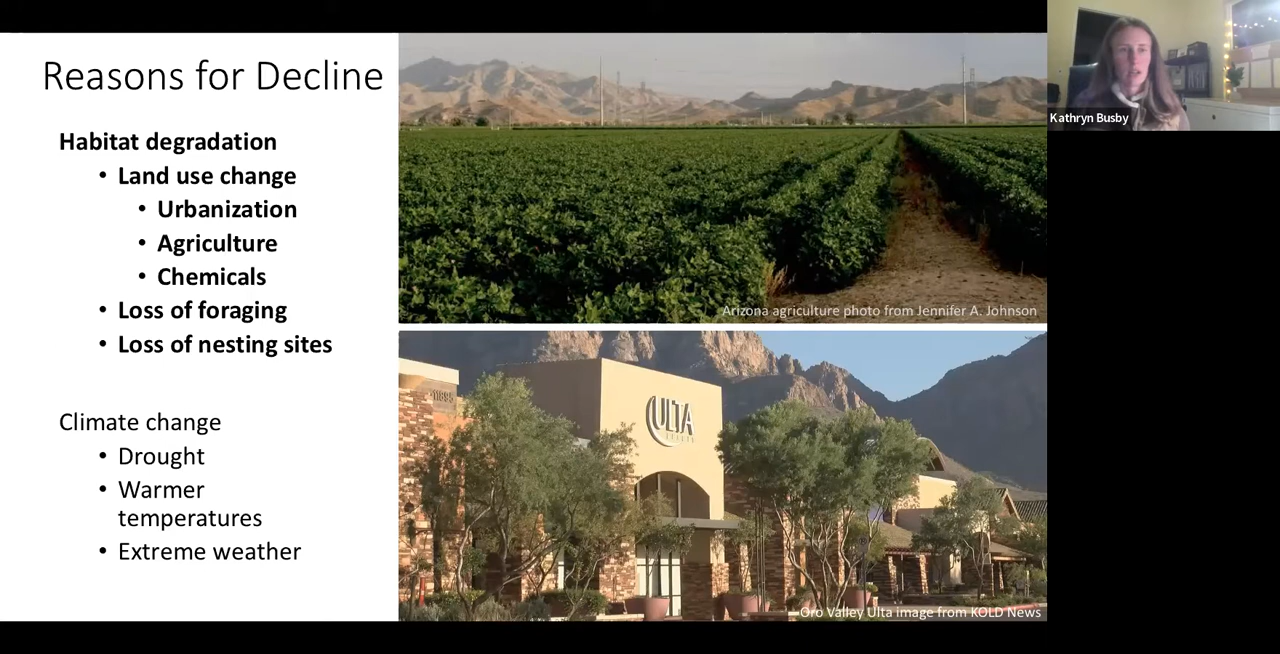 Reasons for Decline
Habitat degradation
• Land use change
• Urbanization
• Agriculture
• Chemicals
• Loss of foraging
• Loss of nesting sites
Climate change
• Drought
• Warmer
temperatures
• Extreme weather
Arizona agriculture photo from Jennifer A. Johnson
ULTA
Oro Valley Ulta image from KOLD News
Kathryn Busby